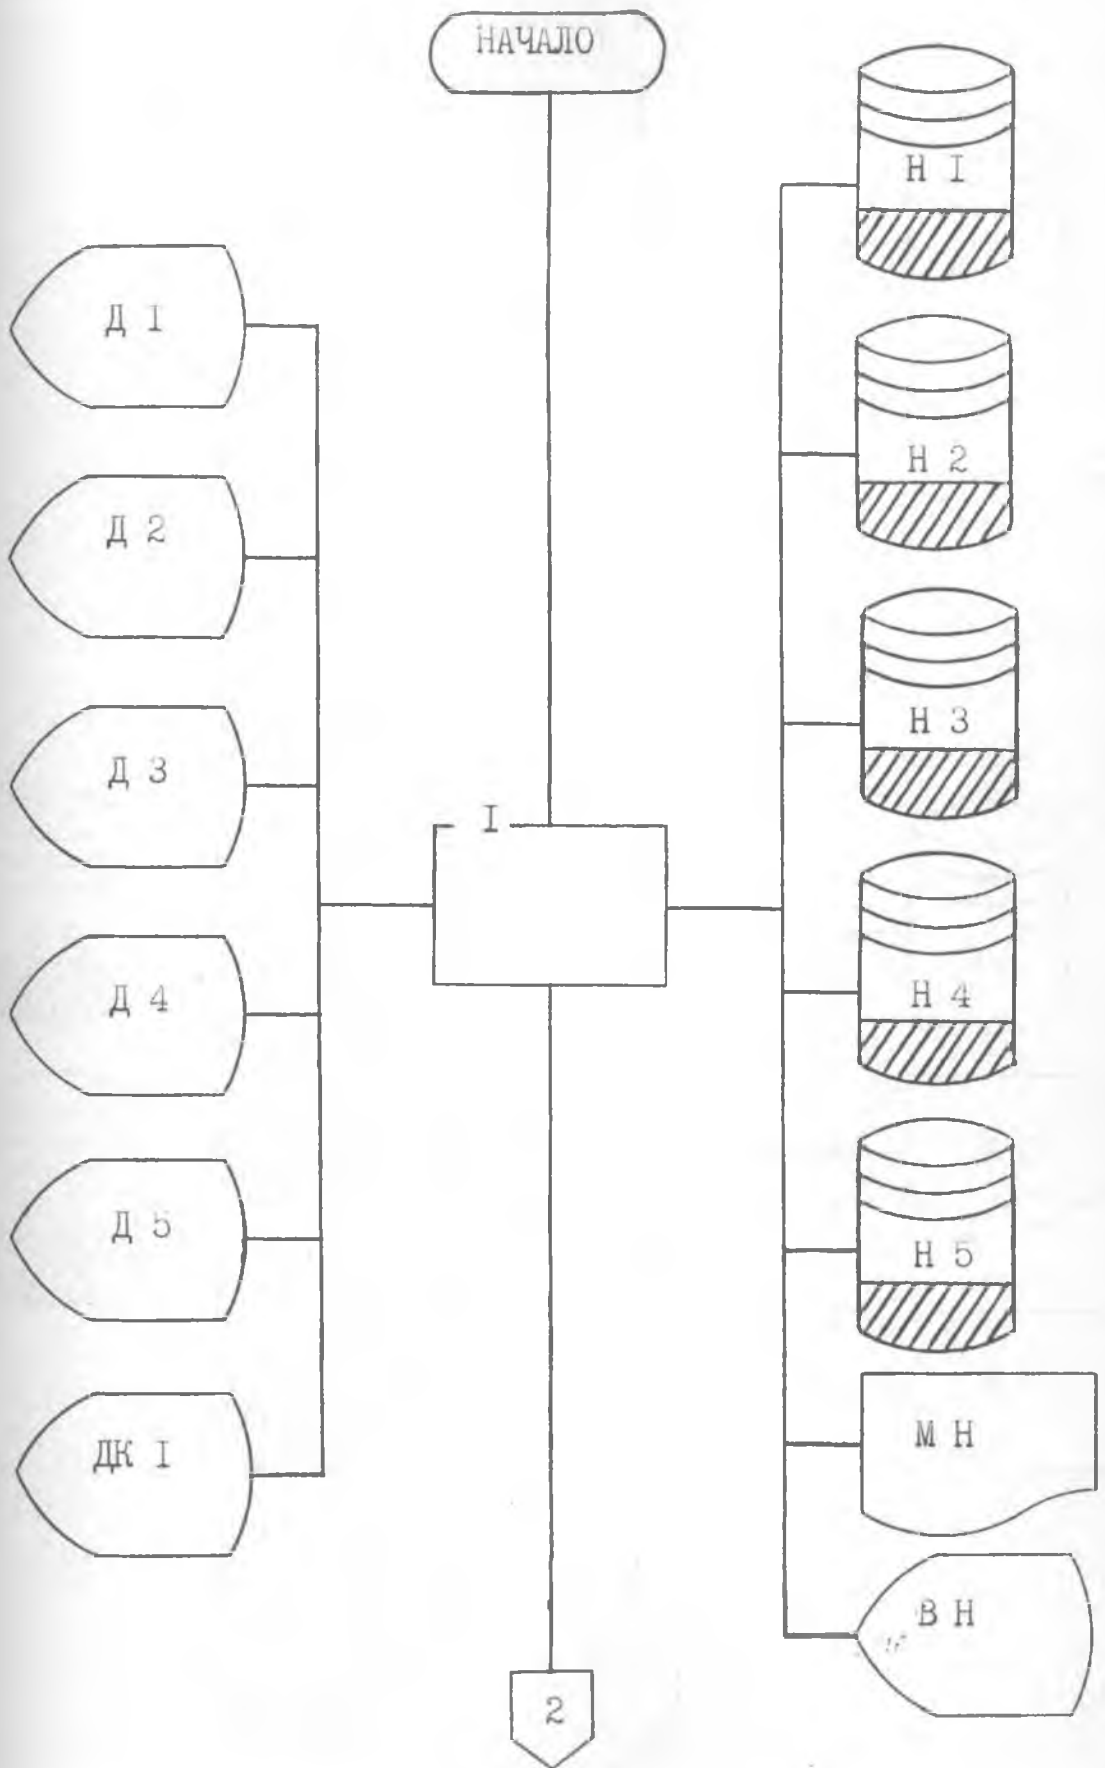 НАЧАЛО
Д 1
Д 2
Д 3
Д 4
Д 5
ДК I
I
Н I
Н 2
Н 3
Н 4
Н 5
М Н
В Н
2